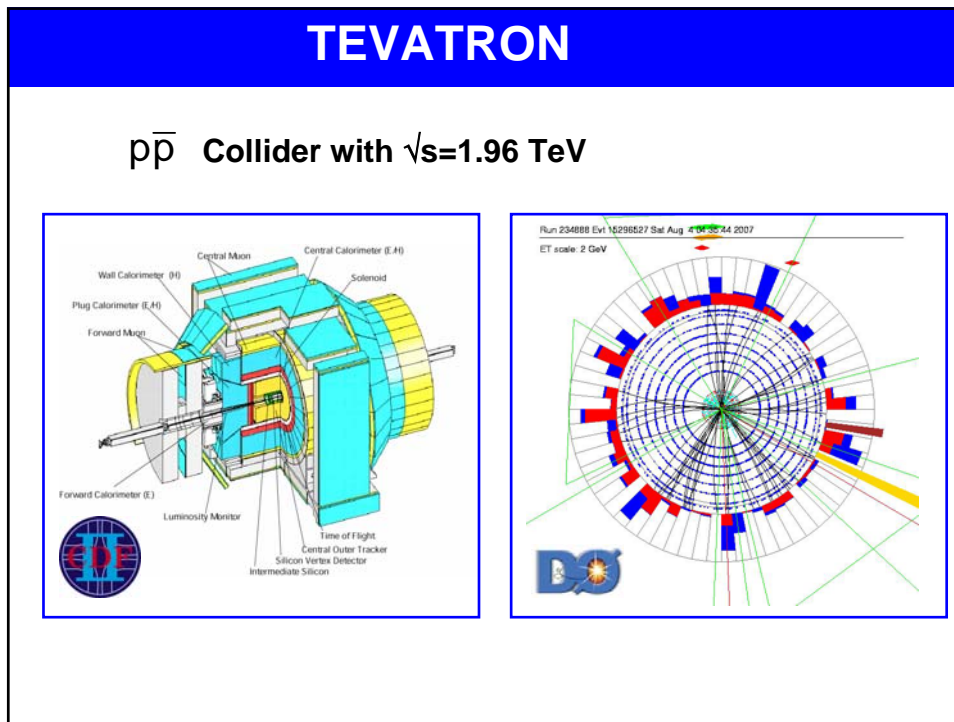 TEVATRON
pp̅ Collider with √s=1.96 TeV
Central Muon
Central Calorimeter (E/H)
Wall Calorimeter (H)
Solenoid
Plug Calorimeter (E/H)
Forward Muon
Forward Calorimeter (E)
Luminosity Monitor
Time of Flight
Central Outer Tracker
Silicon Vertex Detector
Intermediate Silicon
CDF
II
Run 234888 Evt 15296527 Sat Aug 4 04:35:44 2007
ET scale: 2 GeV
DØ